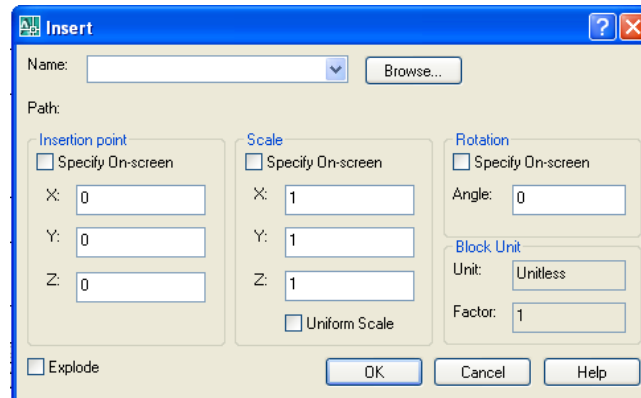 Insert
Name:
Browse...
Path:
Insertion point
Specify On-screen
X: 0
Y: 0
Z: 0
Scale
Specify On-screen
X: 1
Y: 1
Z: 1
Uniform Scale
Rotation
Specify On-screen
Angle: 0
Block Unit
Unit: Unitless
Factor: 1
Explode
OK
Cancel
Help